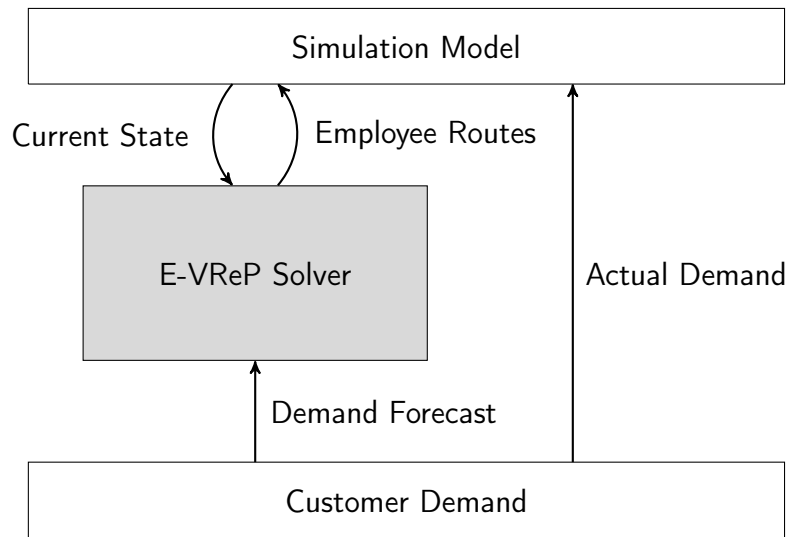 Simulation Model
Current State
Employee Routes
E-VReP Solver
Actual Demand
Demand Forecast
Customer Demand